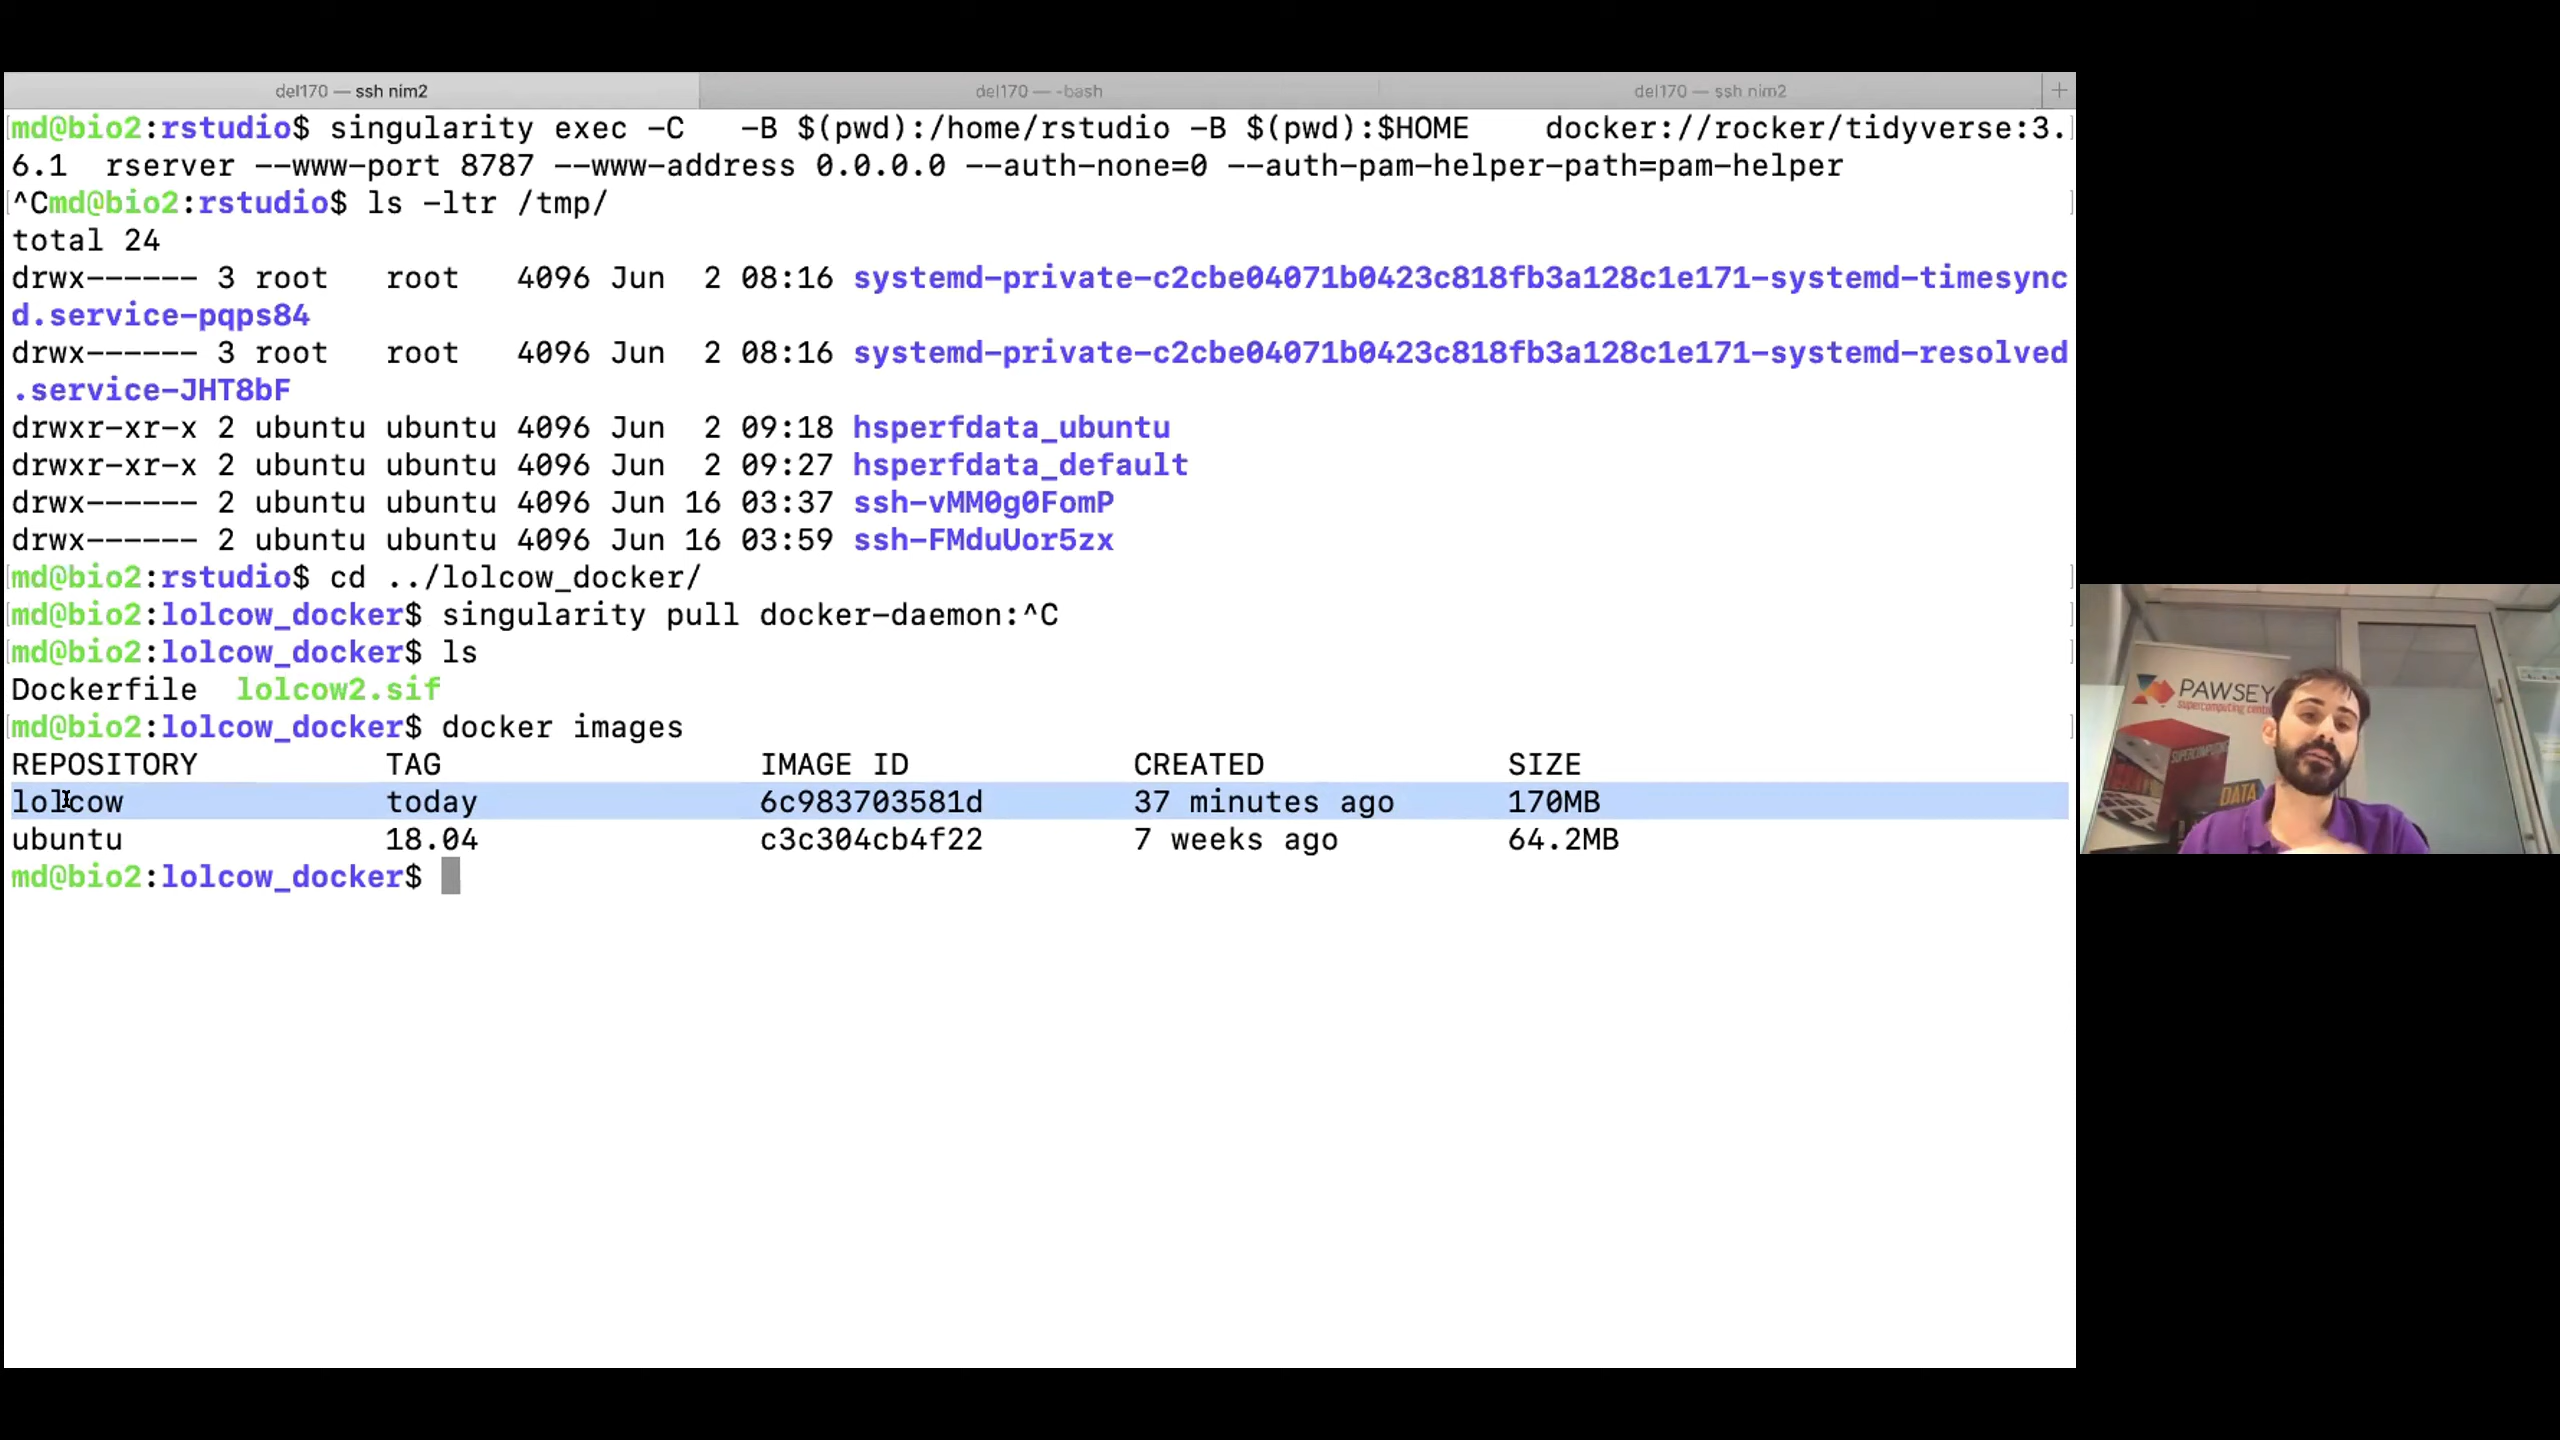 del170 — ssh nim2
del170 — -bash
del170 — ssh nim2
md@bio2:rstudio$ singularity exec -C   -B $(pwd):/home/rstudio -B $(pwd):$HOME    docker://rocker/tidyverse:3.
6.1  rserver --www-port 8787 --www-address 0.0.0.0 --auth-none=0 --auth-pam-helper-path=pam-helper
^Cmd@bio2:rstudio$ ls -ltr /tmp/
total 24
drwx------ 3 root   root   4096 Jun  2 08:16 systemd-private-c2cbe04071b0423c818fb3a128c1e171-systemd-timesync
d.service-pqps84
drwx------ 3 root   root   4096 Jun  2 08:16 systemd-private-c2cbe04071b0423c818fb3a128c1e171-systemd-resolved
.service-JHT8bF
drwxr-xr-x 2 ubuntu ubuntu 4096 Jun  2 09:18 hsperfdata_ubuntu
drwxr-xr-x 2 ubuntu ubuntu 4096 Jun  2 09:27 hsperfdata_default
drwx------ 2 ubuntu ubuntu 4096 Jun 16 03:37 ssh-vMM0g0FomP
drwx------ 2 ubuntu ubuntu 4096 Jun 16 03:59 ssh-FMduUor5zx
md@bio2:rstudio$ cd ../lolcow_docker/
md@bio2:lolcow_docker$ singularity pull docker-daemon:^C
md@bio2:lolcow_docker$ ls
Dockerfile  lolcow2.sif
md@bio2:lolcow_docker$ docker images
REPOSITORY          TAG                 IMAGE ID            CREATED             SIZE
lolcow              today               6c983703581d        37 minutes ago      170MB
ubuntu              18.04               c3c304cb4f22        7 weeks ago         64.2MB
md@bio2:lolcow_docker$
PAWSEY
supercomputing
SUPERCOMPUTING
DATA